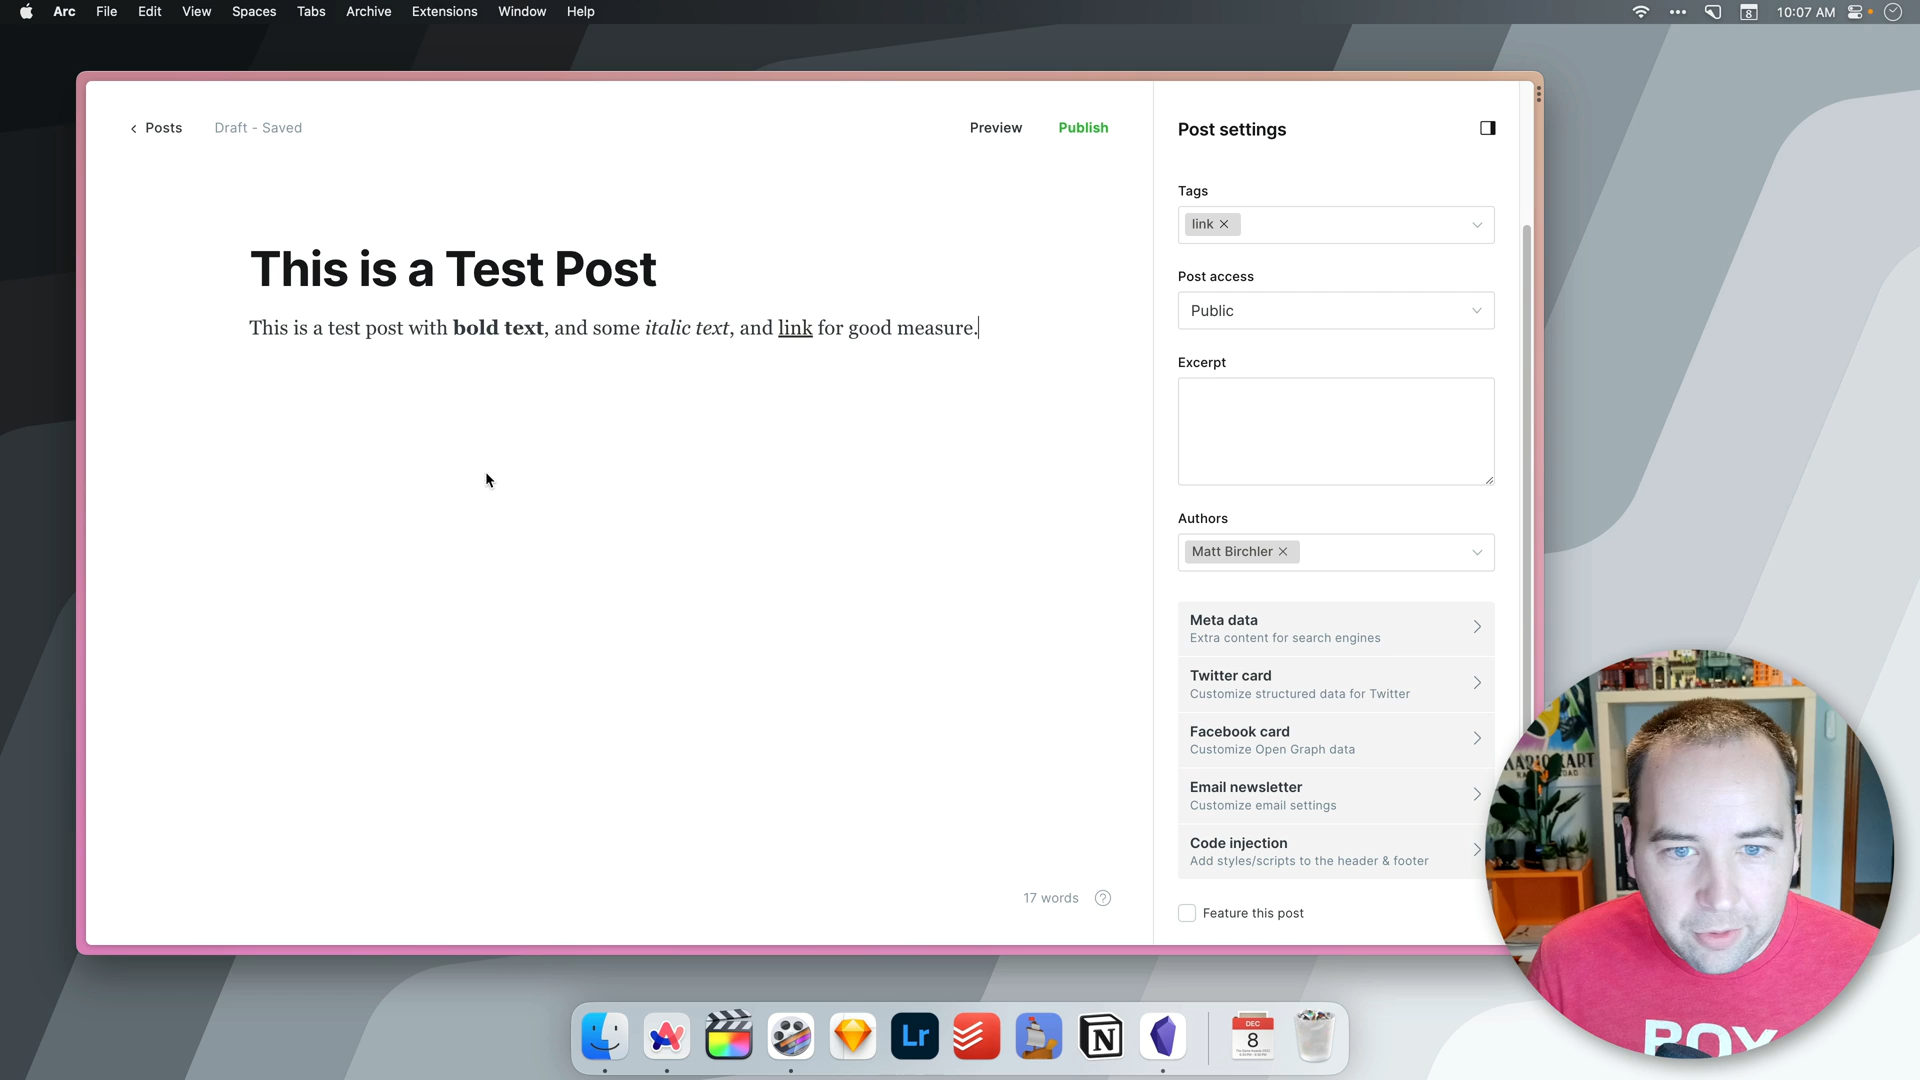 Arc File Edit View Spaces Tabs Archive Extensions Window Help
8 10:07 AM
Posts Draft - Saved Preview Publish
Post settings
This is a Test Post
This is a test post with bold text, and some italic text, and link for good measure.
17 words ?
Tags
link
Post access
Public
Excerpt
Authors
Matt Birchler
Meta data
Extra content for search engines
Twitter card
Customize structured data for Twitter
Facebook card
Customize Open Graph data
Email newsletter
Customize email settings
Code injection
Add styles/scripts to the header & footer
Feature this post
Lr
N
DEC
8